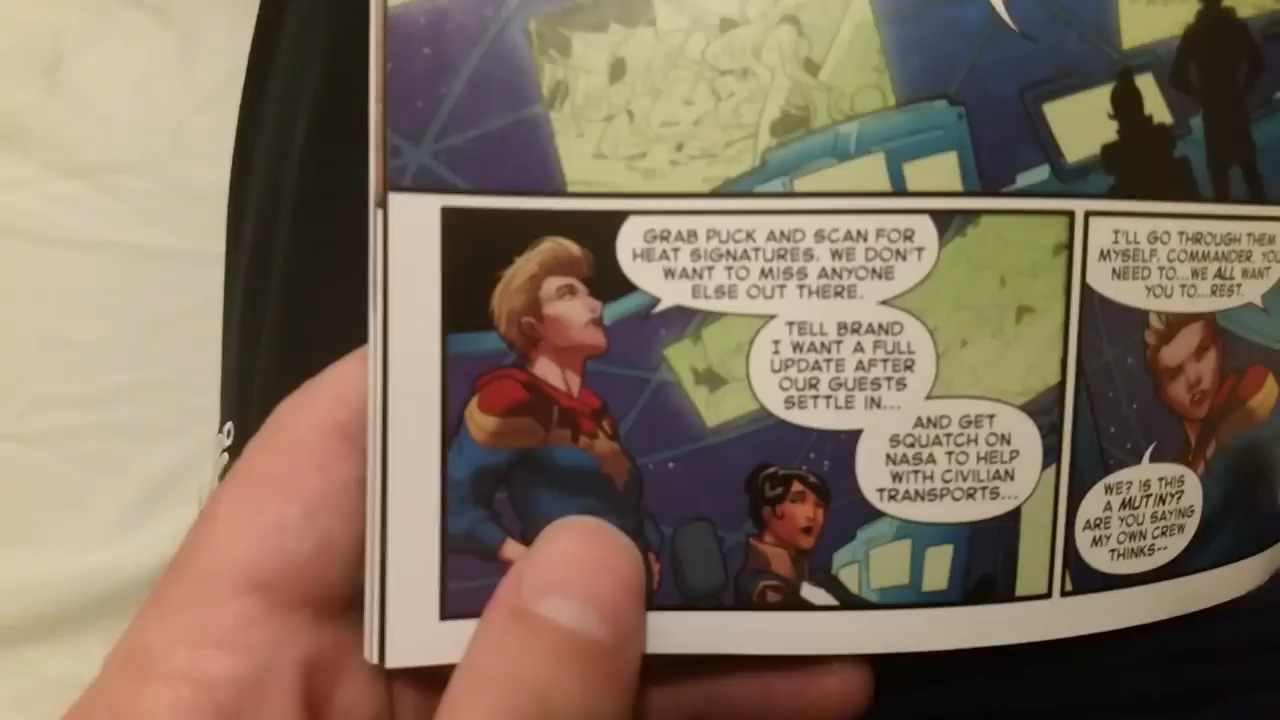 GRAB PUCK AND SCAN FOR
HEAT SIGNATURES. WE DON'T
WANT TO MISS ANYONE
ELSE OUT THERE.
TELL BRAND
I WANT A FULL
UPDATE AFTER
OUR GUESTS
SETTLE IN...
AND GET
SQUATCH ON
NASA TO HELP
WITH CIVILIAN
TRANSPORTS...
I'LL GO THROUGH THEM
MYSELF, COMMANDER. YOU
NEED TO...WE ALL WANT
YOU TO...REST.
WE? IS THIS
A MUTINY?
ARE YOU SAYING
MY OWN CREW
THINKS--